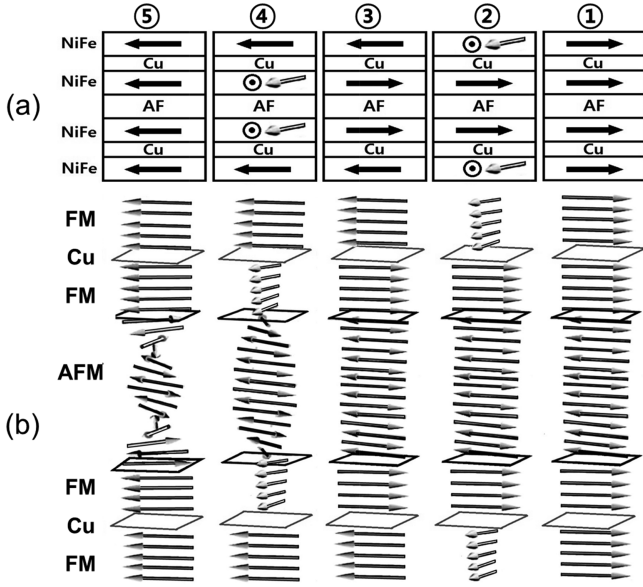 ⑤ ④ ③ ② ①
NiFe
Cu Cu Cu Cu Cu
NiFe
(a) AF AF AF AF AF
NiFe
Cu Cu Cu Cu Cu
NiFe
FM
Cu
FM
AFM
(b)
FM
Cu
FM